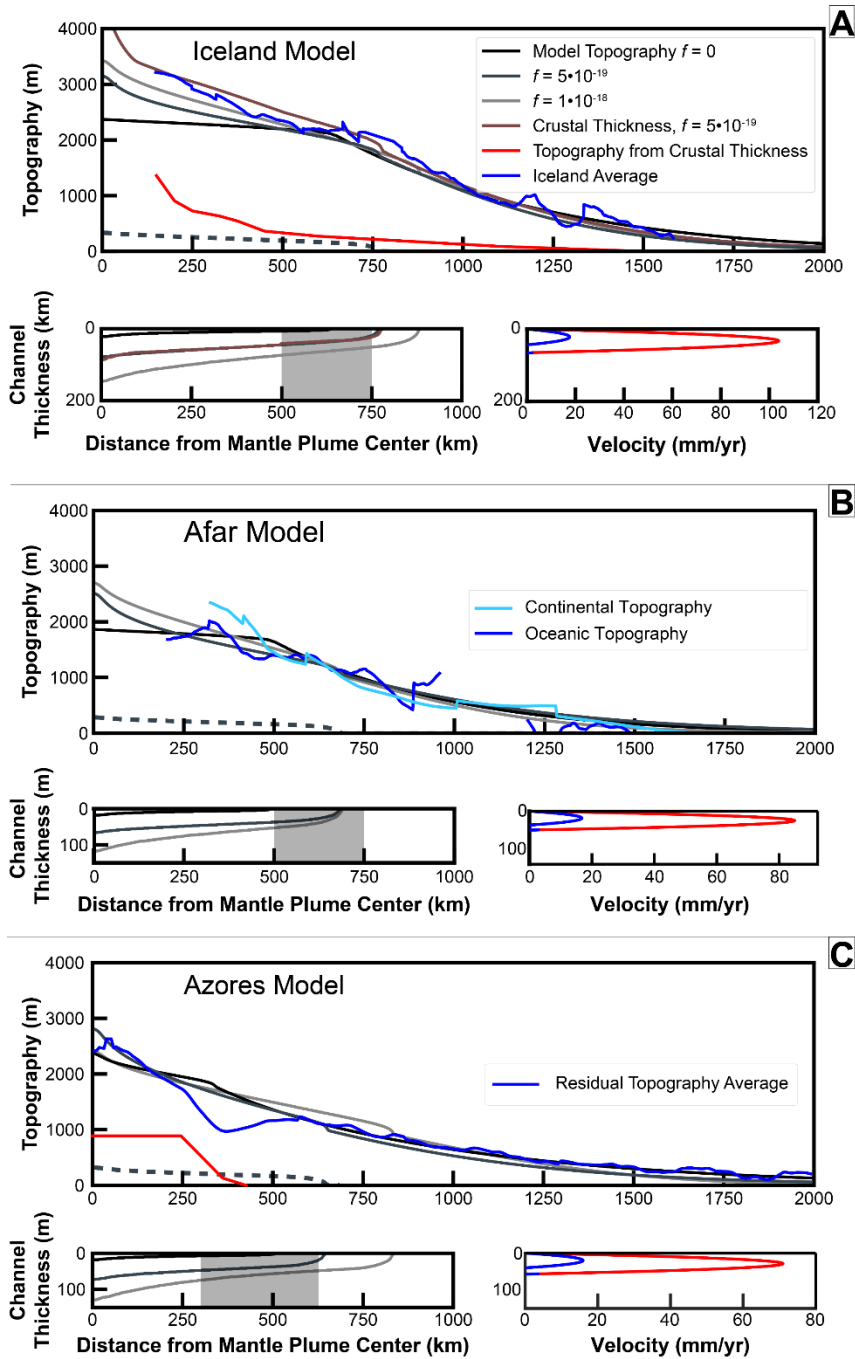 A
Iceland Model
Topography (m)
4000
3000
2000
1000
0
Model Topography f = 0
f = 5•10⁻¹⁹
f = 1•10⁻¹⁸
Crustal Thickness, f = 5•10⁻¹⁹
Topography from Crustal Thickness
Iceland Average
0 250 500 750 1000 1250 1500 1750 2000
Channel
Thickness (km)
0
200
0 250 500 750 1000
Distance from Mantle Plume Center (km)
0
200
0 20 40 60 80 100 120
Velocity (mm/yr)
B
Afar Model
Topography (m)
4000
3000
2000
1000
0
Continental Topography
Oceanic Topography
0 250 500 750 1000 1250 1500 1750 2000
Channel
Thickness (m)
0
100
0 250 500 750 1000
Distance from Mantle Plume Center (km)
0
100
0 20 40 60 80
Velocity (mm/yr)
C
Azores Model
Topography (m)
4000
3000
2000
1000
0
Residual Topography Average
0 250 500 750 1000 1250 1500 1750 2000
Channel
Thickness (m)
0
100
0 250 500 750 1000
Distance from Mantle Plume Center (km)
0
100
0 20 40 60 80
Velocity (mm/yr)